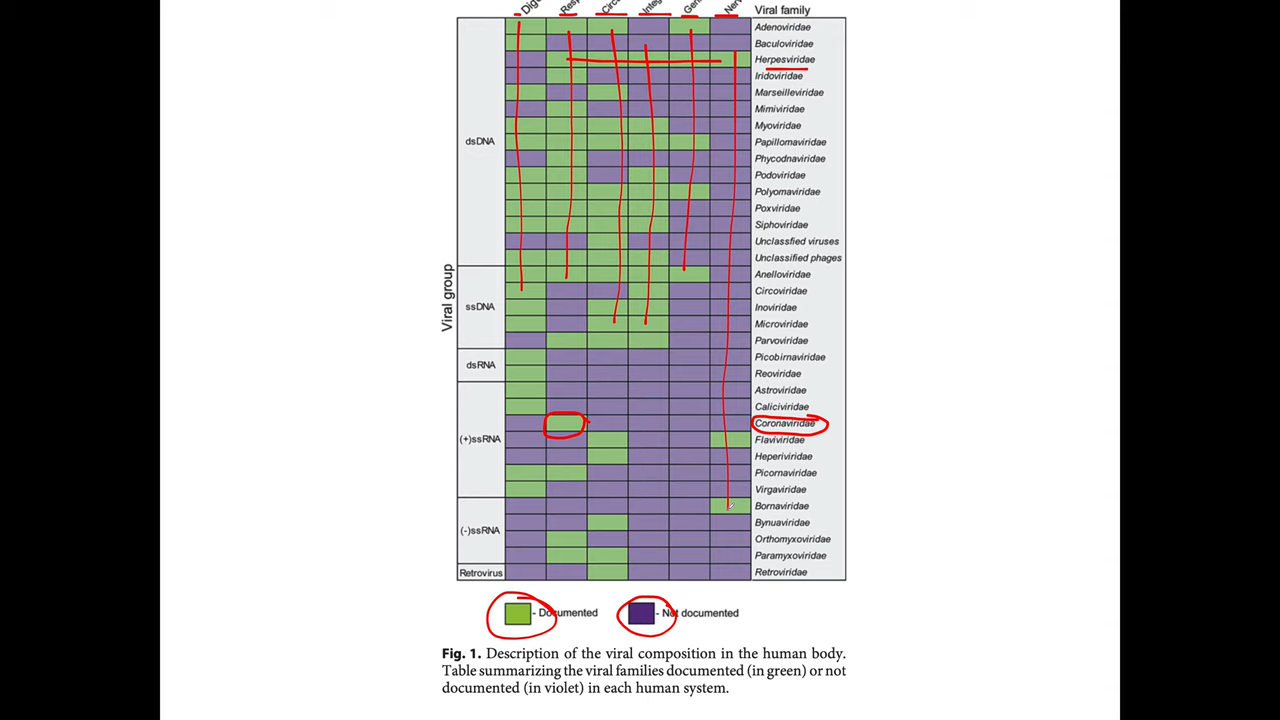 Viral family
Adenoviridae
Baculoviridae
Herpesviridae
Iridoviridae
Marseilleviridae
Mimiviridae
Myoviridae
dsDNA
Papillomaviridae
Phycodnaviridae
Podoviridae
Polyomaviridae
Poxviridae
Siphoviridae
Unclassfied viruses
Unclassified phages
Viral group
Anelloviridae
Circoviridae
ssDNA
Inoviridae
Microviridae
Parvoviridae
dsRNA
Picobirnaviridae
Reoviridae
Astroviridae
Caliciviridae
Coronaviridae
(+)ssRNA
Flaviviridae
Heperiviridae
Picornaviridae
Virgaviridae
Bornaviridae
(-)ssRNA
Bynuaviridae
Orthomyxoviridae
Paramyxoviridae
Retrovirus
Retroviridae
- Documented
- Not documented
Fig. 1. Description of the viral composition in the human body.
Table summarizing the viral families documented (in green) or not
documented (in violet) in each human system.